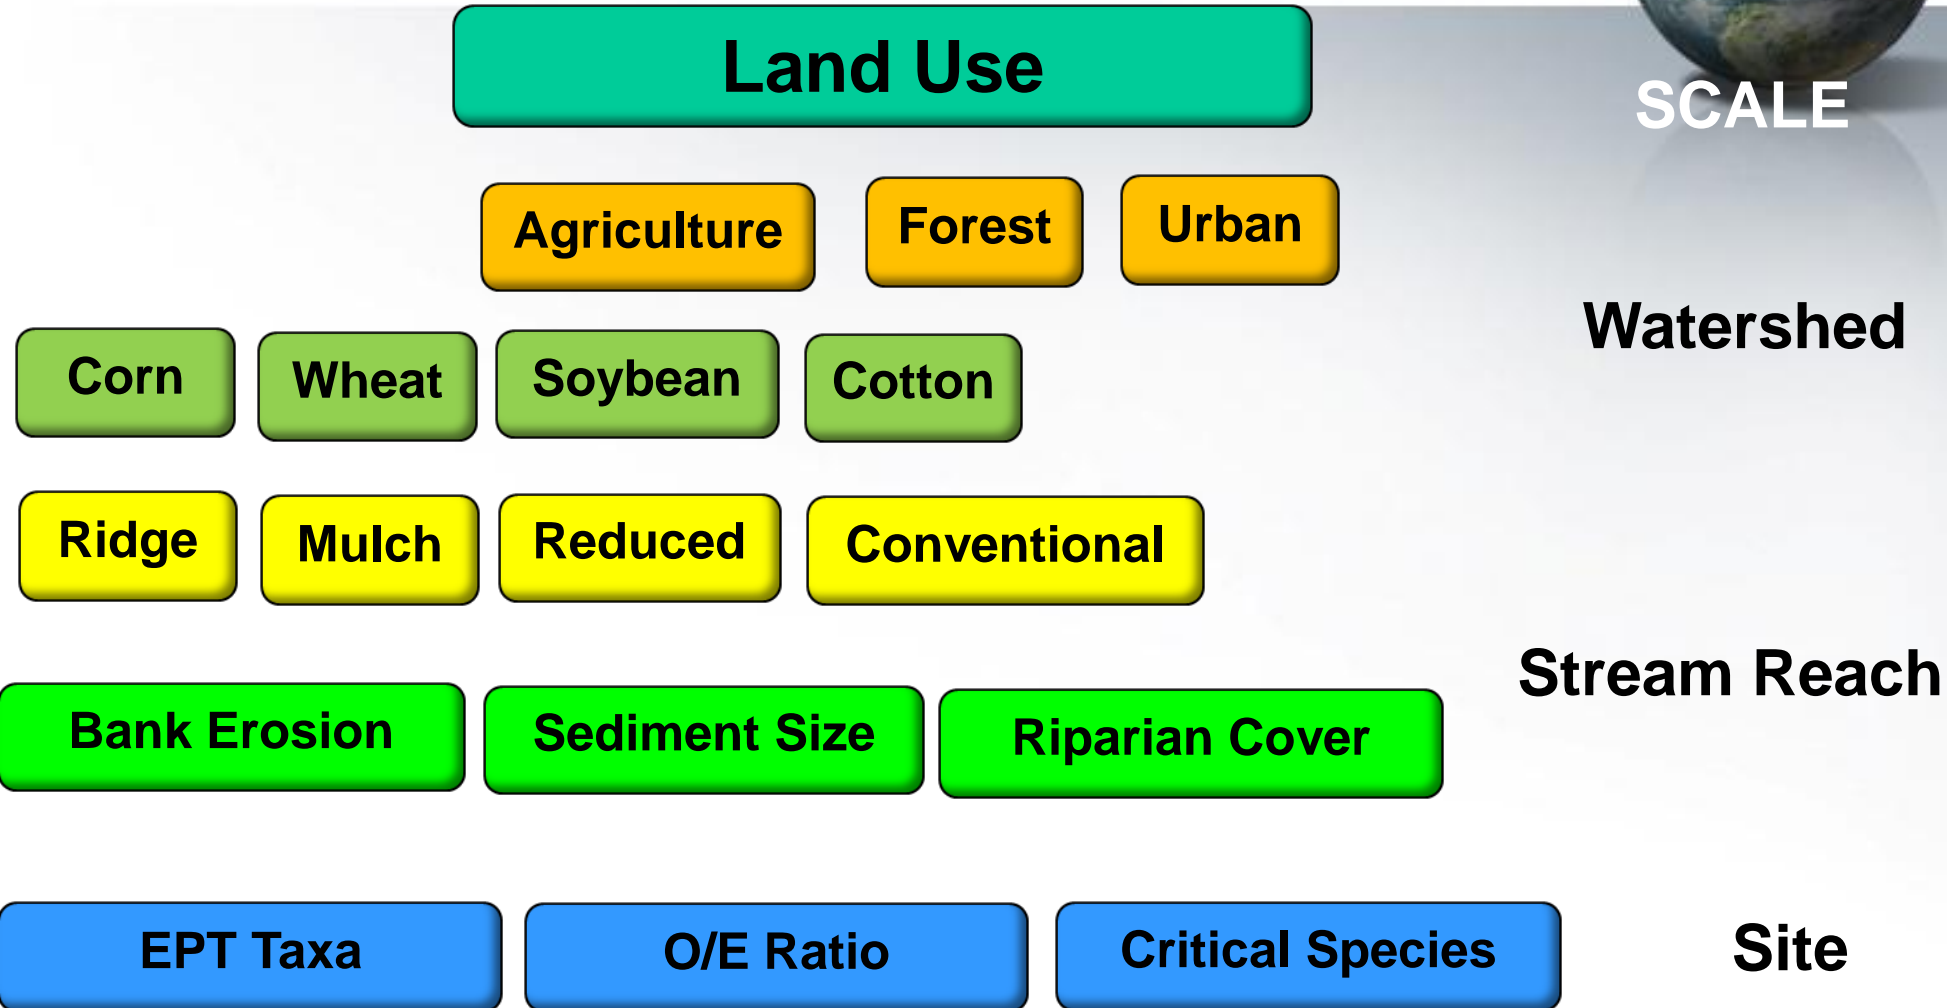 Land Use
SCALE
Agriculture Forest Urban
Watershed
Corn Wheat Soybean Cotton
Ridge Mulch Reduced Conventional
Stream Reach
Bank Erosion Sediment Size Riparian Cover
EPT Taxa O/E Ratio Critical Species Site